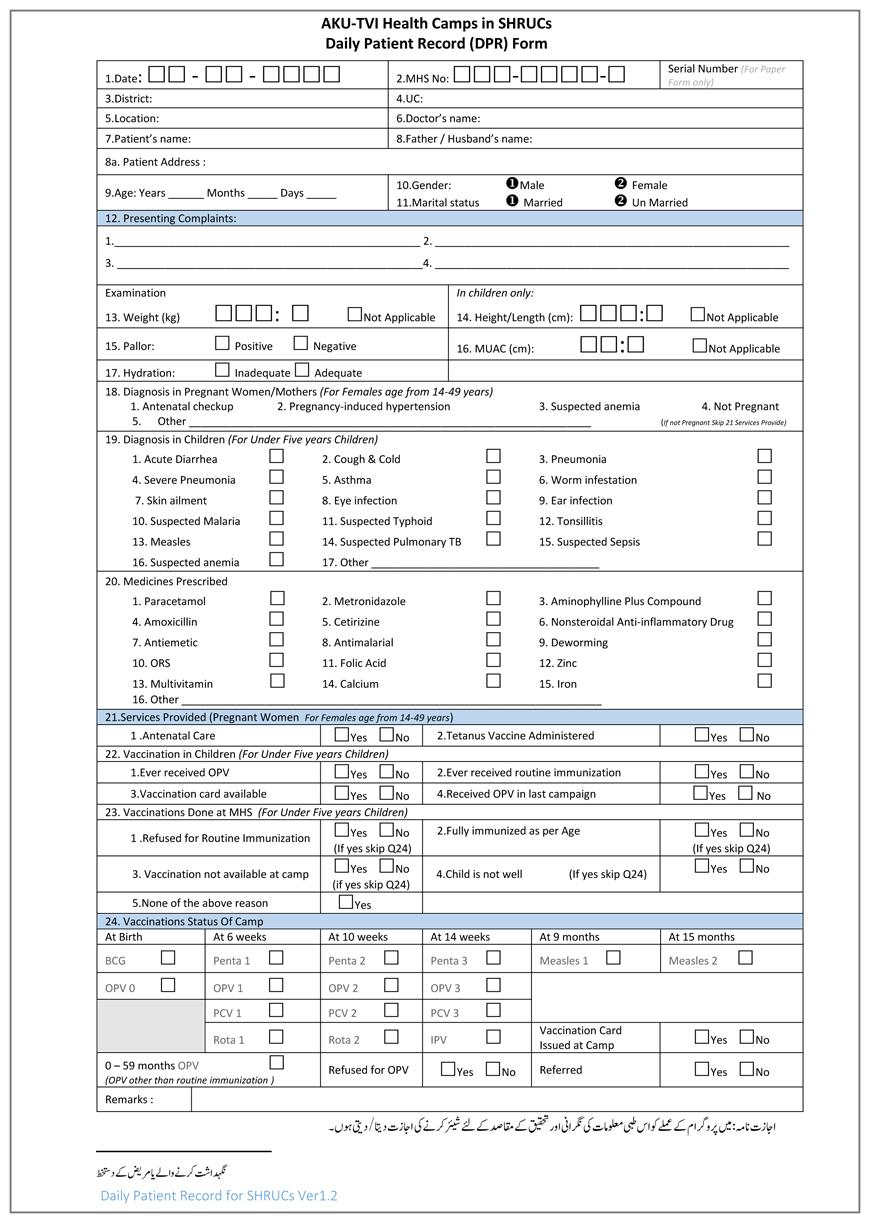 AKU-TVI Health Camps in SHRUCs
Daily Patient Record (DPR) Form
1.Date: - -
2.MHS No: - -
Serial Number (For Paper Form only)
3.District:
4.UC:
5.Location:
6.Doctor's name:
7.Patient's name:
8.Father / Husband's name:
8a. Patient Address :
9.Age: Years ______ Months _____ Days _____
10.Gender: ❶Male ❷ Female
11.Marital status ❶ Married ❷ Un Married
12. Presenting Complaints:
1. 2.
3. 4.
Examination
In children only:
13. Weight (kg) : Not Applicable
14. Height/Length (cm): : Not Applicable
15. Pallor: Positive Negative
16. MUAC (cm): : Not Applicable
17. Hydration: Inadequate Adequate
18. Diagnosis in Pregnant Women/Mothers (For Females age from 14-49 years)
1. Antenatal checkup 2. Pregnancy-induced hypertension 3. Suspected anemia 4. Not Pregnant
5. Other (If not Pregnant Skip 21 Services Provide)
19. Diagnosis in Children (For Under Five years Children)
1. Acute Diarrhea 2. Cough & Cold 3. Pneumonia
4. Severe Pneumonia 5. Asthma 6. Worm infestation
7. Skin ailment 8. Eye infection 9. Ear infection
10. Suspected Malaria 11. Suspected Typhoid 12. Tonsillitis
13. Measles 14. Suspected Pulmonary TB 15. Suspected Sepsis
16. Suspected anemia 17. Other
20. Medicines Prescribed
1. Paracetamol 2. Metronidazole 3. Aminophylline Plus Compound
4. Amoxicillin 5. Cetirizine 6. Nonsteroidal Anti-inflammatory Drug
7. Antiemetic 8. Antimalarial 9. Deworming
10. ORS 11. Folic Acid 12. Zinc
13. Multivitamin 14. Calcium 15. Iron
16. Other
21.Services Provided (Pregnant Women For Females age from 14-49 years)
1 .Antenatal Care Yes No 2.Tetanus Vaccine Administered Yes No
22. Vaccination in Children (For Under Five years Children)
1.Ever received OPV Yes No 2.Ever received routine immunization Yes No
3.Vaccination card available Yes No 4.Received OPV in last campaign Yes No
23. Vaccinations Done at MHS (For Under Five years Children)
1 .Refused for Routine Immunization Yes No (If yes skip Q24)
2.Fully immunized as per Age Yes No (If yes skip Q24)
3. Vaccination not available at camp Yes No (if yes skip Q24)
4.Child is not well (If yes skip Q24) Yes No
5.None of the above reason Yes
24. Vaccinations Status Of Camp
At Birth At 6 weeks At 10 weeks At 14 weeks At 9 months At 15 months
BCG Penta 1 Penta 2 Penta 3 Measles 1 Measles 2
OPV 0 OPV 1 OPV 2 OPV 3
PCV 1 PCV 2 PCV 3
Rota 1 Rota 2 IPV Vaccination Card Issued at Camp Yes No
0 – 59 months OPV
(OPV other than routine immunization )
Refused for OPV Yes No Referred Yes No
Remarks :
اجازت نامہ: میں پروگرام کے عملے کو اس طبی معلومات کی نگرانی اور تحقیق کے مقاصد کے لئے شیئر کرنے کی اجازت دیتا/ دیتی ہوں۔
نگہداشت کرنے والے یا مریض کے دستخط
Daily Patient Record for SHRUCs Ver1.2